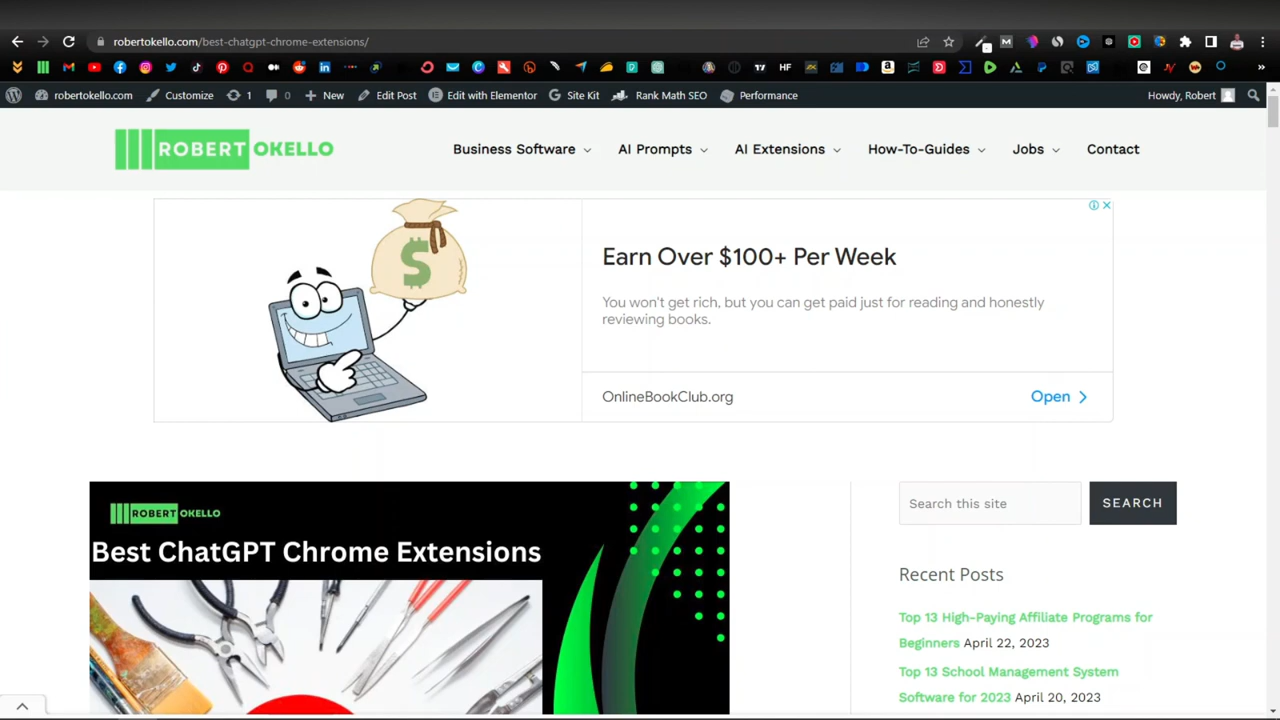 robertokello.com/best-chatgpt-chrome-extensions/
robertokello.com Customize 1 0 New Edit Post Edit with Elementor Site Kit Rank Math SEO Performance Howdy, Robert
ROBERT OKELLO
Business Software AI Prompts AI Extensions How-To-Guides Jobs Contact
Earn Over $100+ Per Week
You won't get rich, but you can get paid just for reading and honestly
reviewing books.
OnlineBookClub.org Open
ROBERT OKELLO
Best ChatGPT Chrome Extensions
Search this site SEARCH
Recent Posts
Top 13 High-Paying Affiliate Programs for
Beginners April 22, 2023
Top 13 School Management System
Software for 2023 April 20, 2023